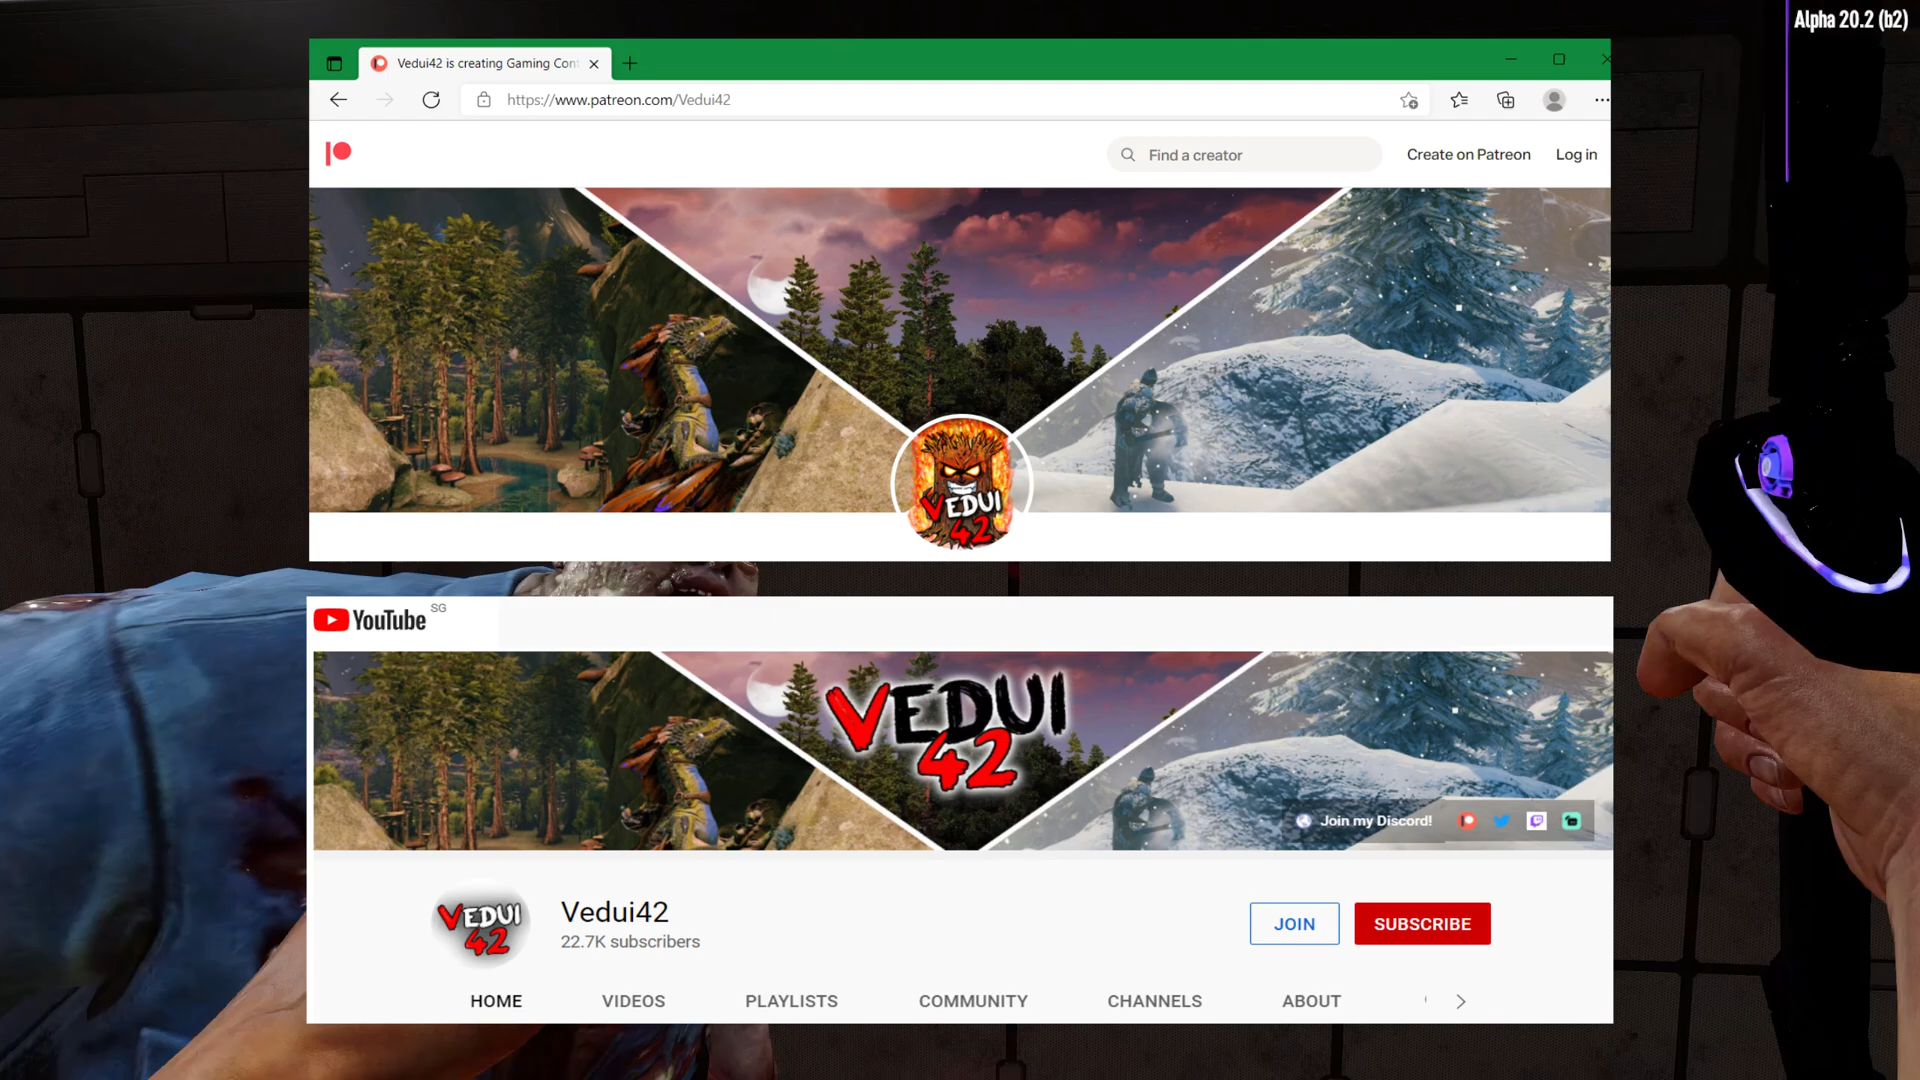 Alpha 20.2 (b2)
Vedui42 is creating Gaming Con
https://www.patreon.com/Vedui42
Find a creator
Create on Patreon
Log in
VEDUI
42
YouTube SG
VEDUI
42
Join my Discord!
VEDUI
42
Vedui42
22.7K subscribers
JOIN
SUBSCRIBE
HOME
VIDEOS
PLAYLISTS
COMMUNITY
CHANNELS
ABOUT